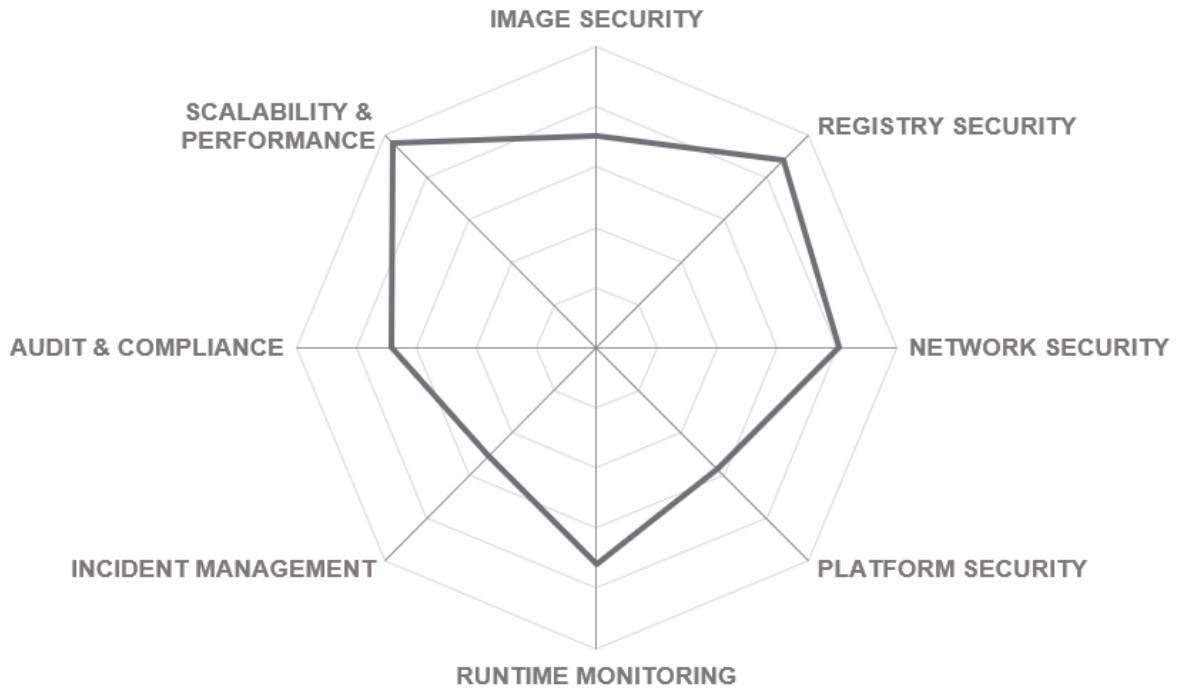 IMAGE SECURITY
SCALABILITY &
PERFORMANCE
REGISTRY SECURITY
AUDIT & COMPLIANCE
NETWORK SECURITY
INCIDENT MANAGEMENT
PLATFORM SECURITY
RUNTIME MONITORING